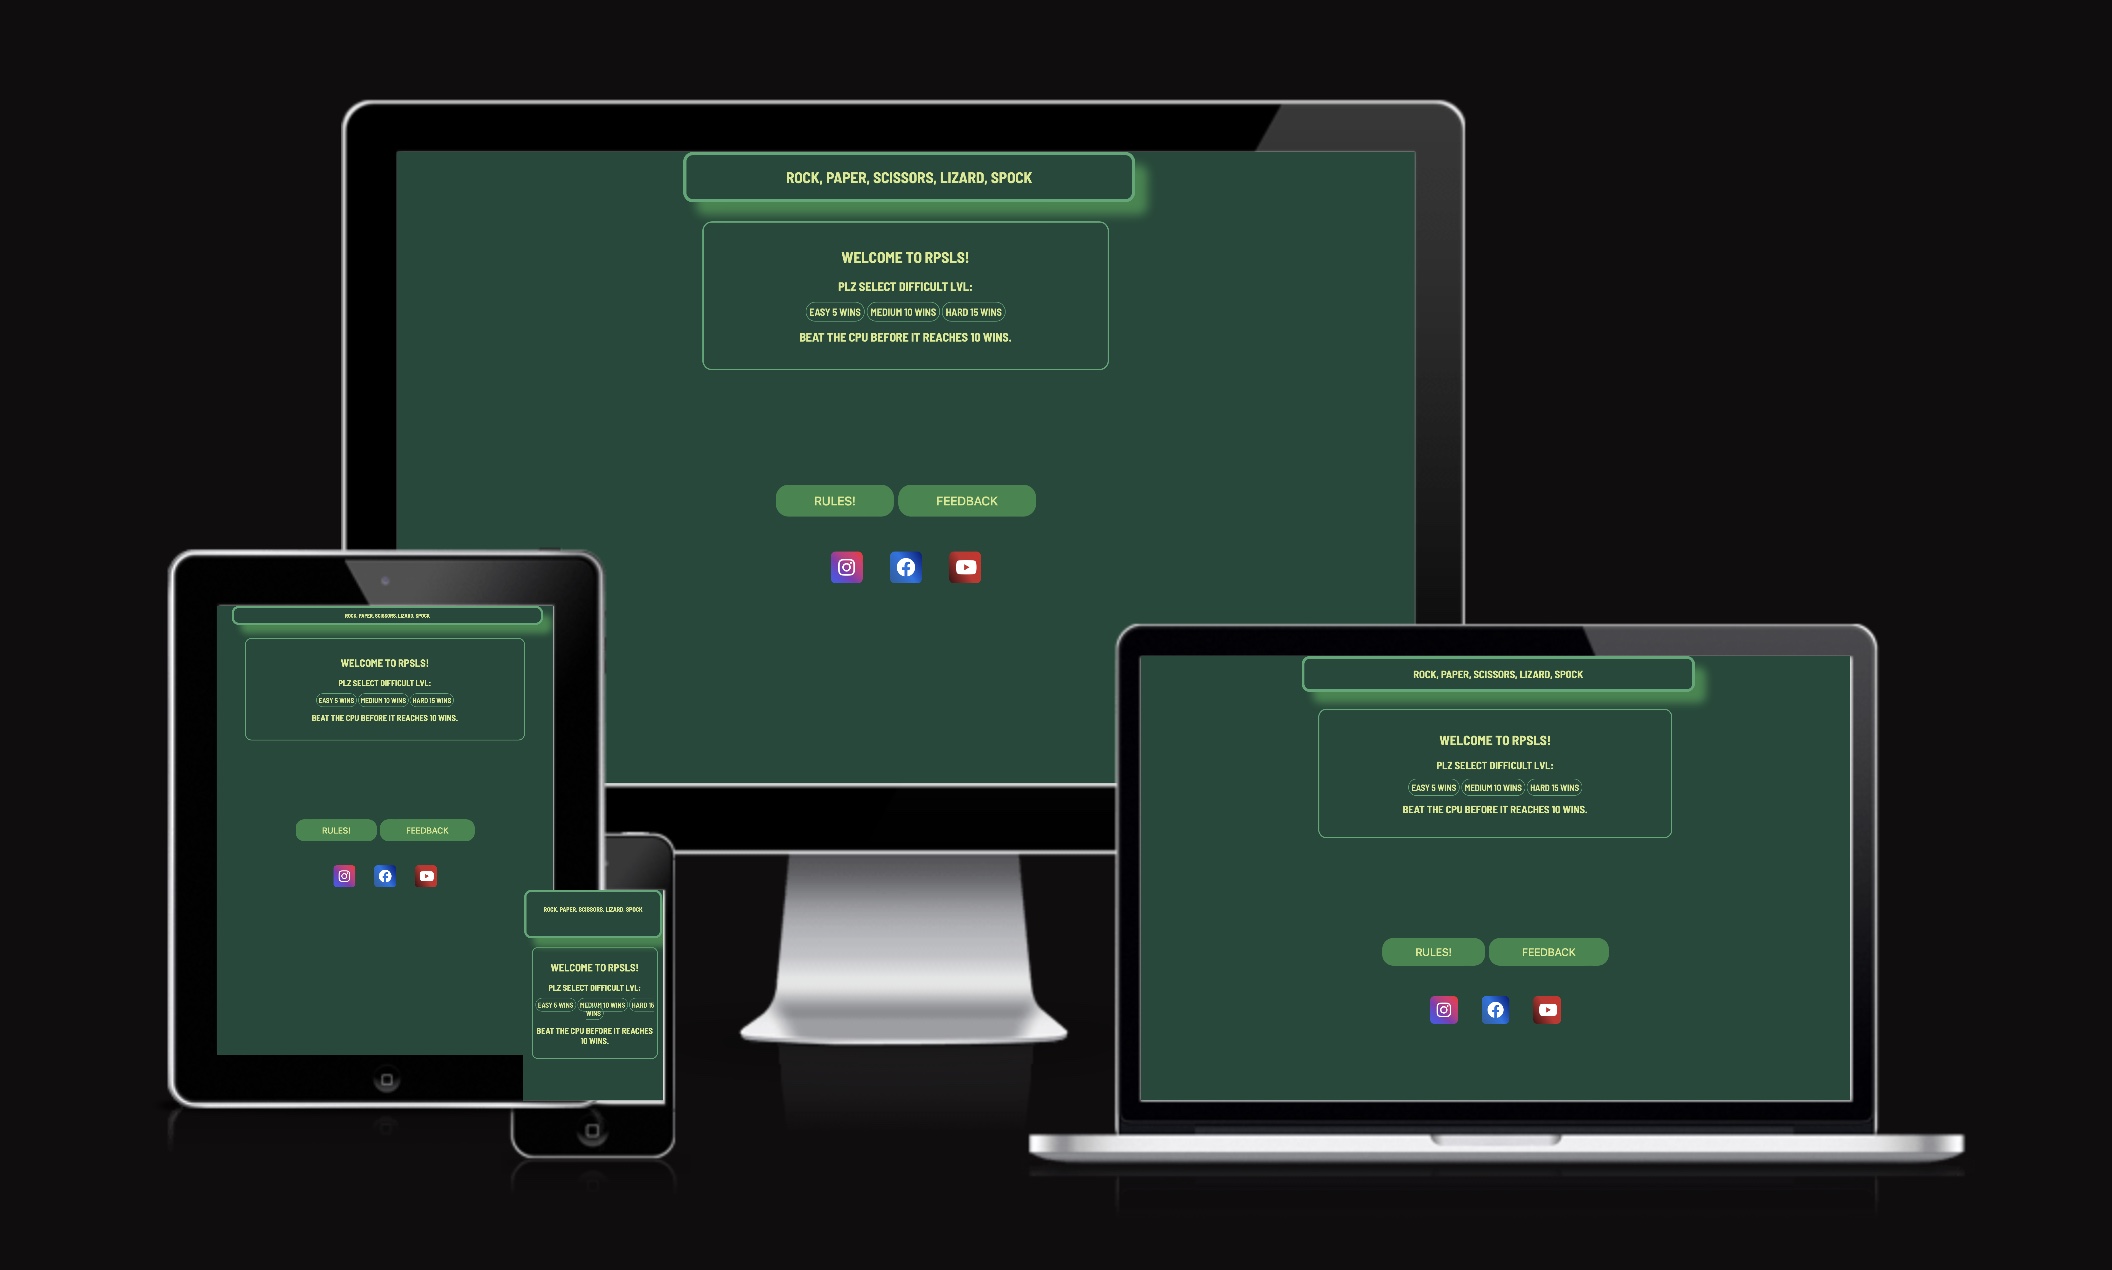 ROCK, PAPER, SCISSORS, LIZARD, SPOCK
WELCOME TO RPSLS!
PLZ SELECT DIFFICULT LVL:
EASY 5 WINS MEDIUM 10 WINS HARD 15 WINS
BEAT THE CPU BEFORE IT REACHES 10 WINS.
RULES! FEEDBACK
ROCK, PAPER, SCISSORS, LIZARD, SPOCK
WELCOME TO RPSLS!
PLZ SELECT DIFFICULT LVL:
EASY 5 WINS MEDIUM 10 WINS HARD 15 WINS
BEAT THE CPU BEFORE IT REACHES 10 WINS.
RULES! FEEDBACK
ROCK, PAPER, SCISSORS, LIZARD, SPOCK
WELCOME TO RPSLS!
PLZ SELECT DIFFICULT LVL:
EASY 5 WINS MEDIUM 10 WINS HARD 15
WINS
BEAT THE CPU BEFORE IT REACHES
10 WINS.
ROCK, PAPER, SCISSORS, LIZARD, SPOCK
WELCOME TO RPSLS!
PLZ SELECT DIFFICULT LVL:
EASY 5 WINS MEDIUM 10 WINS HARD 15 WINS
BEAT THE CPU BEFORE IT REACHES 10 WINS.
RULES! FEEDBACK